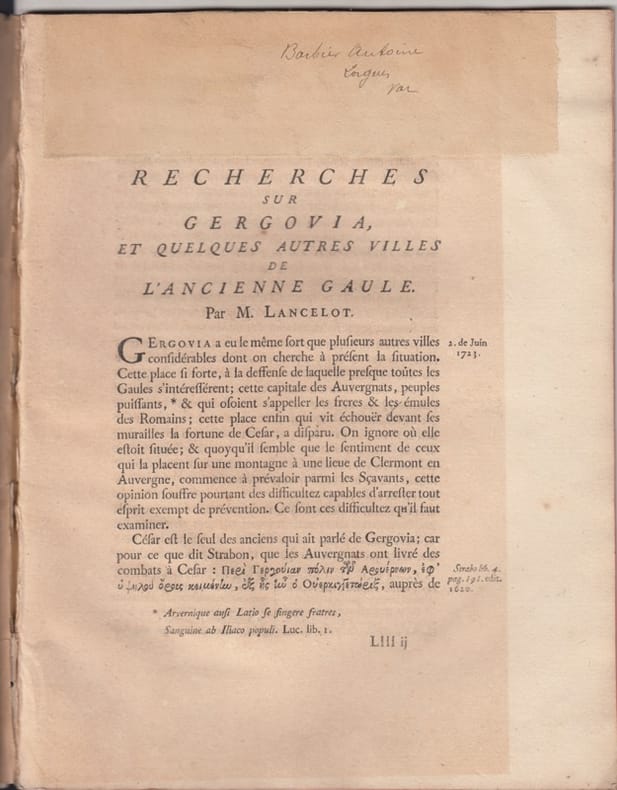 Barbier Antoine
Lorgues
Var
RECHERCHES
SUR
GERGOVIA,
ET QUELQUES AUTRES VILLES
DE
L'ANCIENNE GAULE.
Par M. LANCELOT.
GERGOVIA a eu le même sort que plusieurs autres villes
considérables dont on cherche à présent la situation.
2. de Juin
1723.
Cette place si forte, à la deffense de laquelle presque toûtes les
Gaules s'intéressèrent; cette capitale des Auvergnats, peuples
puissants, * & qui osoient s'appeller les freres & les émules
des Romains; cette place enfin qui vit échouër devant ses
murailles la fortune de Cesar, a disparu. On ignore où elle
estoit située; & quoyqu'il semble que le sentiment de ceux
qui la placent sur une montagne à une lieue de Clermont en
Auvergne, commence à prévaloir parmi les Sçavants, cette
opinion souffre pourtant des difficultez capables d'arrester tout
esprit exempt de prévention. Ce sont ces difficultez qu'il faut
examiner.
César est le seul des anciens qui ait parlé de Gergovia; car
pour ce que dit Strabon, que les Auvergnats ont livré des
combats à Cesar : Περὶ Γεργούιαν πόλιν τῶν Αρουέρνων, ἐφ'
ὑψηλοῦ ὄρους κειμένην, ἐξ ἧς ἦν ὁ Ουερκιγγετόριξ, auprès de
Strabo lib. 4.
pag. 191. edit.
1620.
* Arvernique ausi Latio se fingere fratres,
Sanguine ab Iliaco populi. Luc. lib. 1.
LIII ij